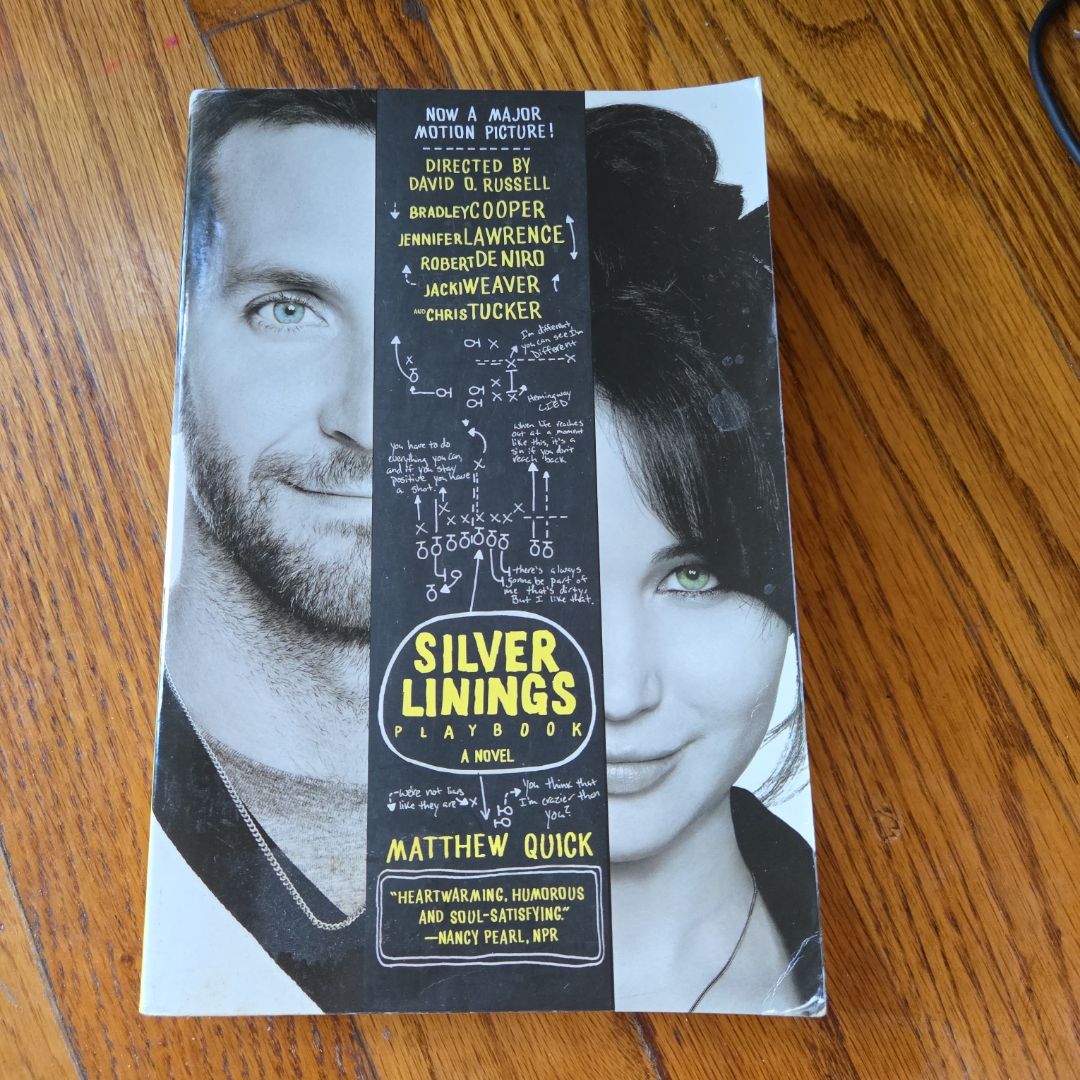 NOW A MAJOR
MOTION PICTURE!
DIRECTED BY
DAVID O. RUSSELL
BRADLEY COOPER
JENNIFER LAWRENCE
ROBERT DE NIRO
JACKI WEAVER
AND CHRIS TUCKER
I'm different,
you can see I'm
Different
Hemingway
LIED
When life reaches
out at a moment
like this, it's a
sin if you don't
reach back
you have to do
everything you can,
and if you stay
positive you have
a shot.
there's always
gonna be part of
me that's dirty,
But I like that.
SILVER
LININGS
PLAYBOOK
A NOVEL
we're not liars
like they are
You think that
I'm crazier than
you?
MATTHEW QUICK
"HEARTWARMING, HUMOROUS
AND SOUL-SATISFYING."
—NANCY PEARL, NPR